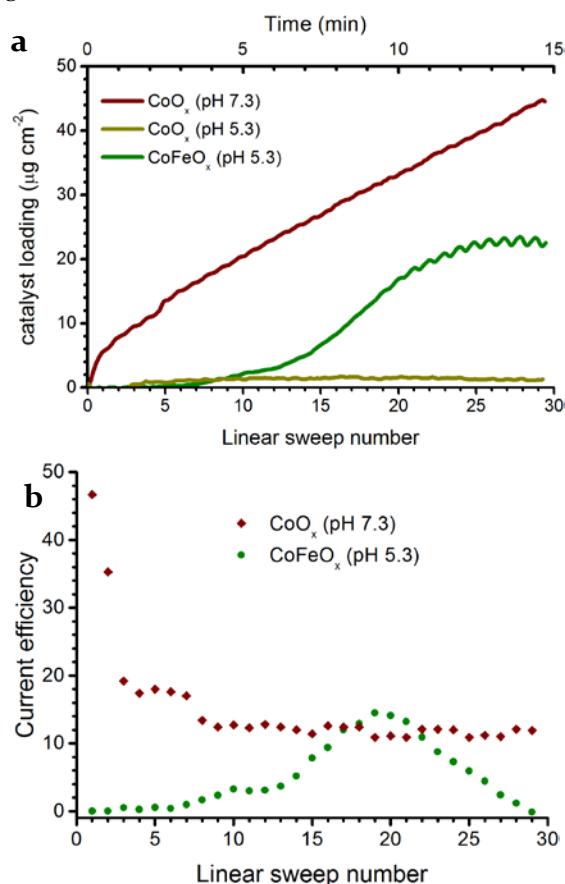 a
Time (min)
0 5 10 15
50
40
30
20
10
0
catalyst loading (μg cm⁻²)
CoOₓ (pH 7.3)
CoOₓ (pH 5.3)
CoFeOₓ (pH 5.3)
0 5 10 15 20 25 30
Linear sweep number
b
50
40
30
20
10
0
Current efficiency
CoOₓ (pH 7.3)
CoFeOₓ (pH 5.3)
0 5 10 15 20 25 30
Linear sweep number